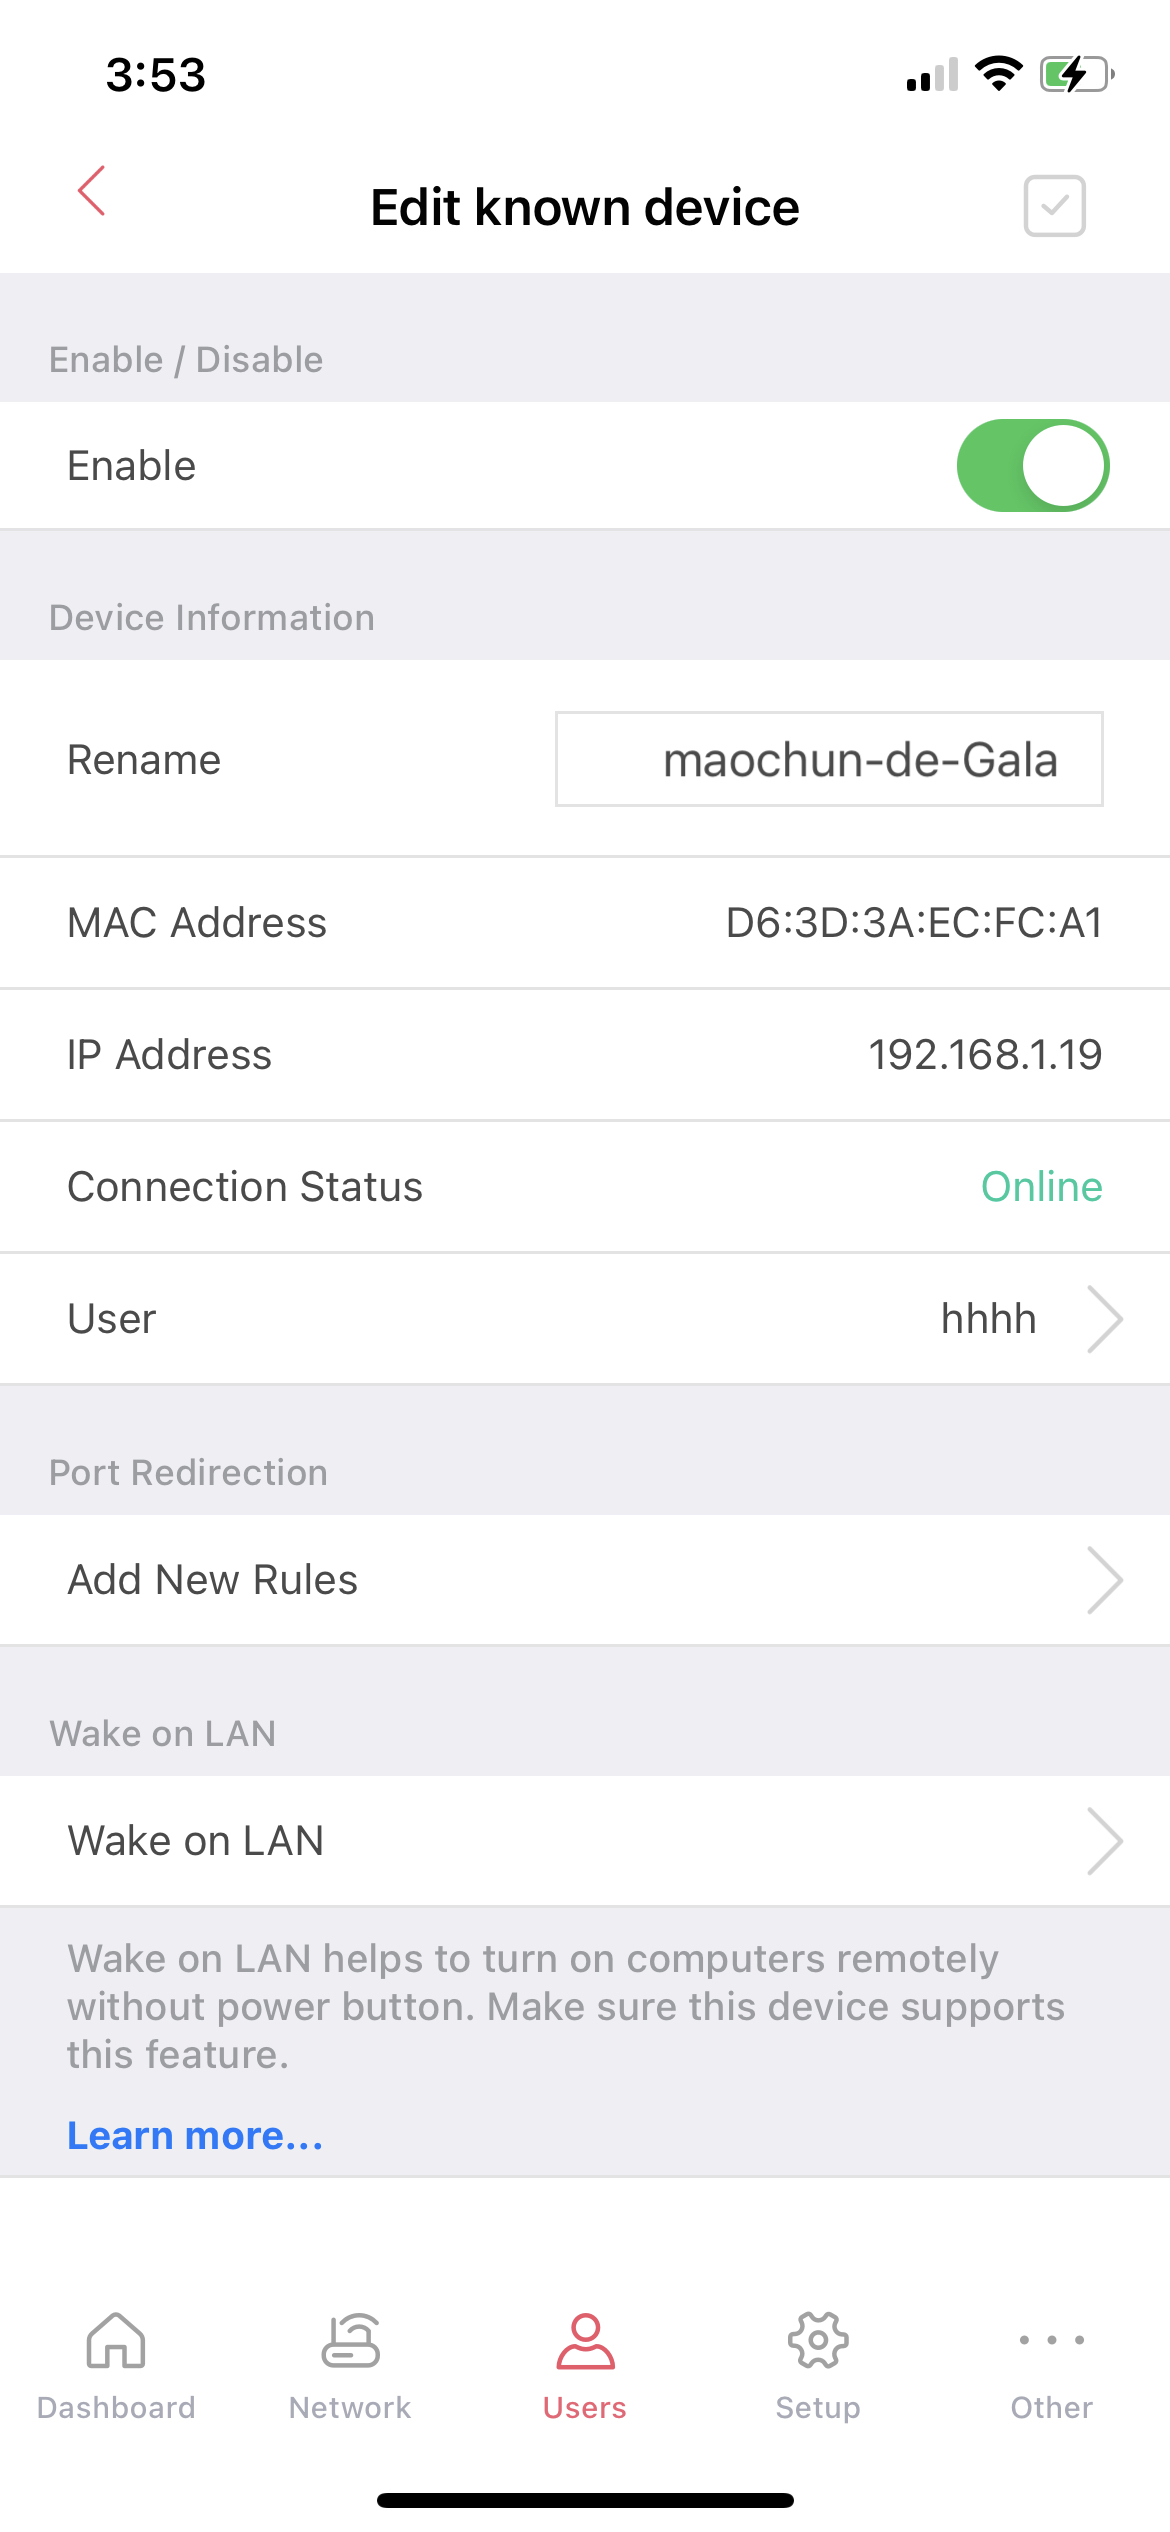 3:53
Edit known device
Enable / Disable
Enable
Device Information
Rename
maochun-de-Gala
MAC Address
D6:3D:3A:EC:FC:A1
IP Address
192.168.1.19
Connection Status
Online
User
hhhh
Port Redirection
Add New Rules
Wake on LAN
Wake on LAN
Wake on LAN helps to turn on computers remotely
without power button. Make sure this device supports
this feature.
Learn more...
Dashboard
Network
Users
Setup
Other